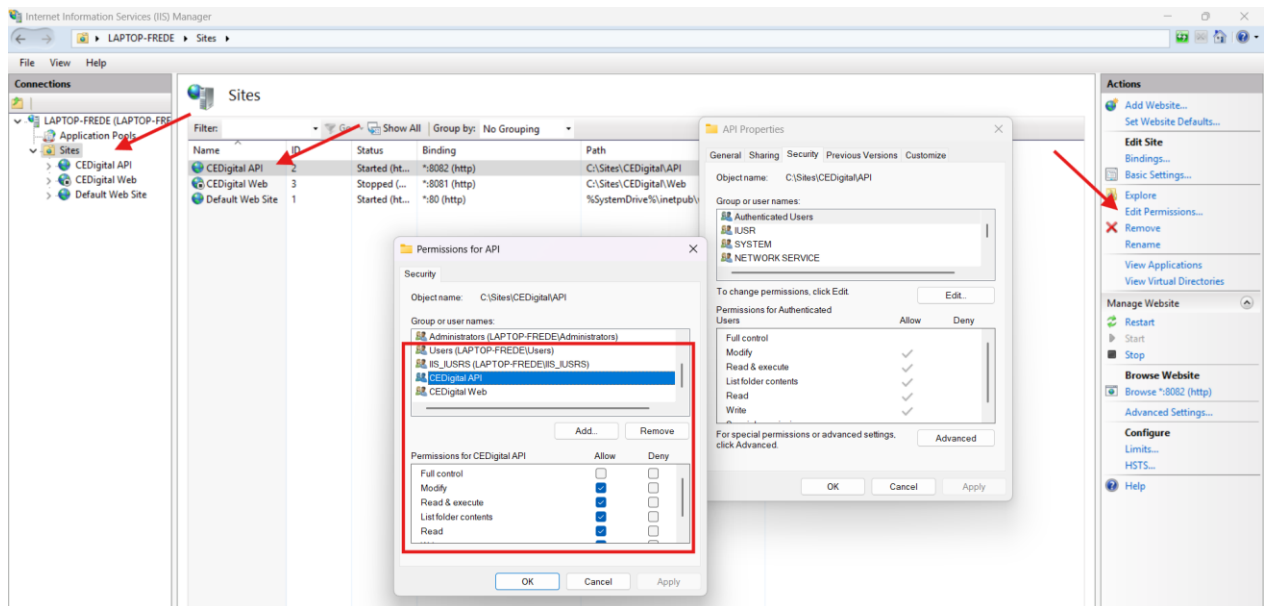 Internet Information Services (IIS) Manager
LAPTOP-FREDE Sites
File View Help
Connections
LAPTOP-FREDE (LAPTOP-FRE
Application Pools
Sites
CEDigital API
CEDigital Web
Default Web Site
Sites
Filter: Show All Group by: No Grouping
Name ID Status Binding Path
CEDigital API 2 Started (ht... *:8082 (http) C:\Sites\CEDigital\API
CEDigital Web 3 Stopped (... *:8081 (http) C:\Sites\CEDigital\Web
Default Web Site 1 Started (ht... *:80 (http) %SystemDrive%\inetpub\
Permissions for API
Security
Object name: C:\Sites\CEDigital\API
Group or user names:
Administrators (LAPTOP-FREDE\Administrators)
Users (LAPTOP-FREDE\Users)
IIS_IUSRS (LAPTOP-FREDE\IIS_IUSRS)
CEDigital API
CEDigital Web
Add... Remove
Permissions for CEDigital API Allow Deny
Full control
Modify
Read & execute
List folder contents
Read
OK Cancel Apply
API Properties
General Sharing Security Previous Versions Customize
Object name: C:\Sites\CEDigital\API
Group or user names:
Authenticated Users
IUSR
SYSTEM
NETWORK SERVICE
To change permissions, click Edit. Edit...
Permissions for Authenticated
Users Allow Deny
Full control
Modify
Read & execute
List folder contents
Read
Write
For special permissions or advanced settings,
click Advanced. Advanced
OK Cancel Apply
Actions
Add Website...
Set Website Defaults...
Edit Site
Bindings...
Basic Settings...
Explore
Edit Permissions...
Remove
Rename
View Applications
View Virtual Directories
Manage Website
Restart
Start
Stop
Browse Website
Browse *:8082 (http)
Advanced Settings...
Configure
Limits...
HSTS...
Help